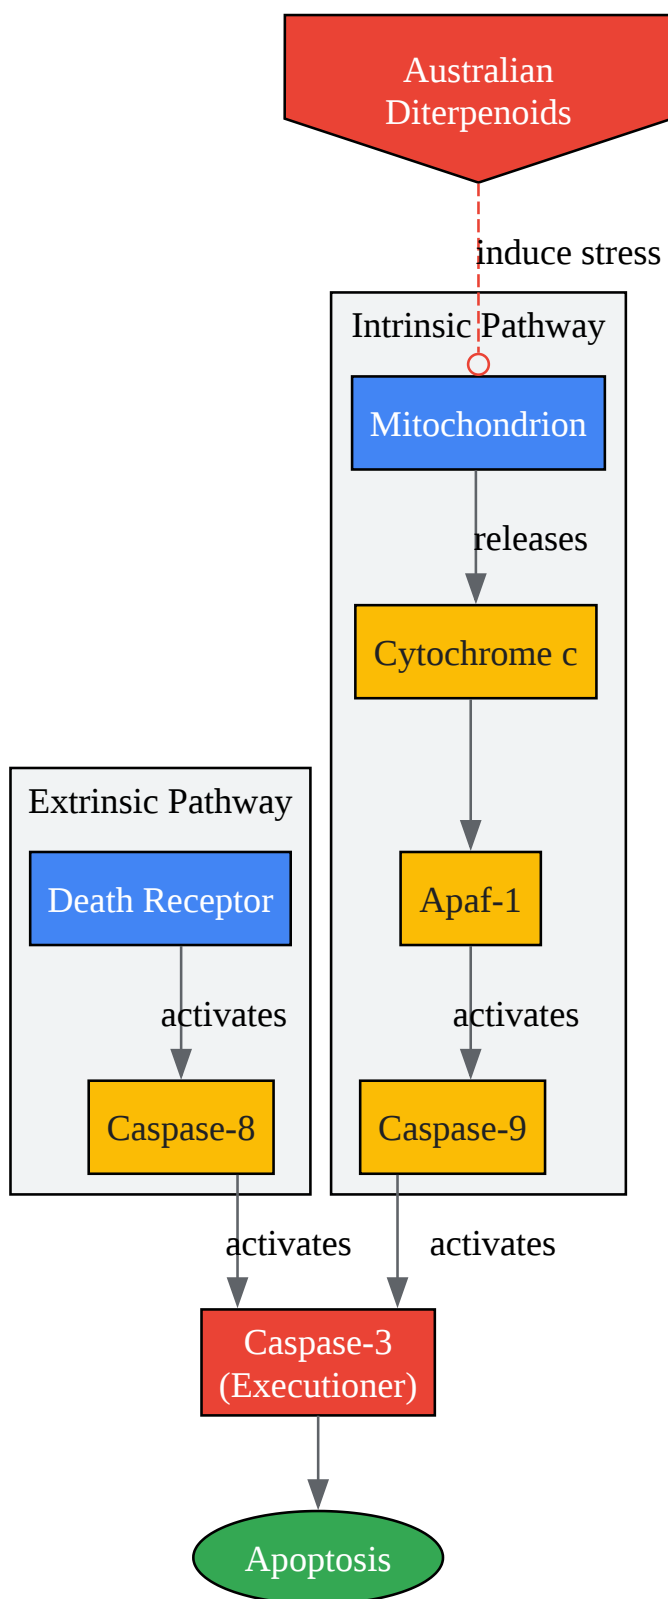 Australian
Diterpenoids
induce stress
Intrinsic Pathway
Mitochondrion
releases
Cytochrome c
Extrinsic Pathway
Death Receptor
Apaf-1
activates
activates
Caspase-8
Caspase-9
activates
activates
Caspase-3
(Executioner)
Apoptosis